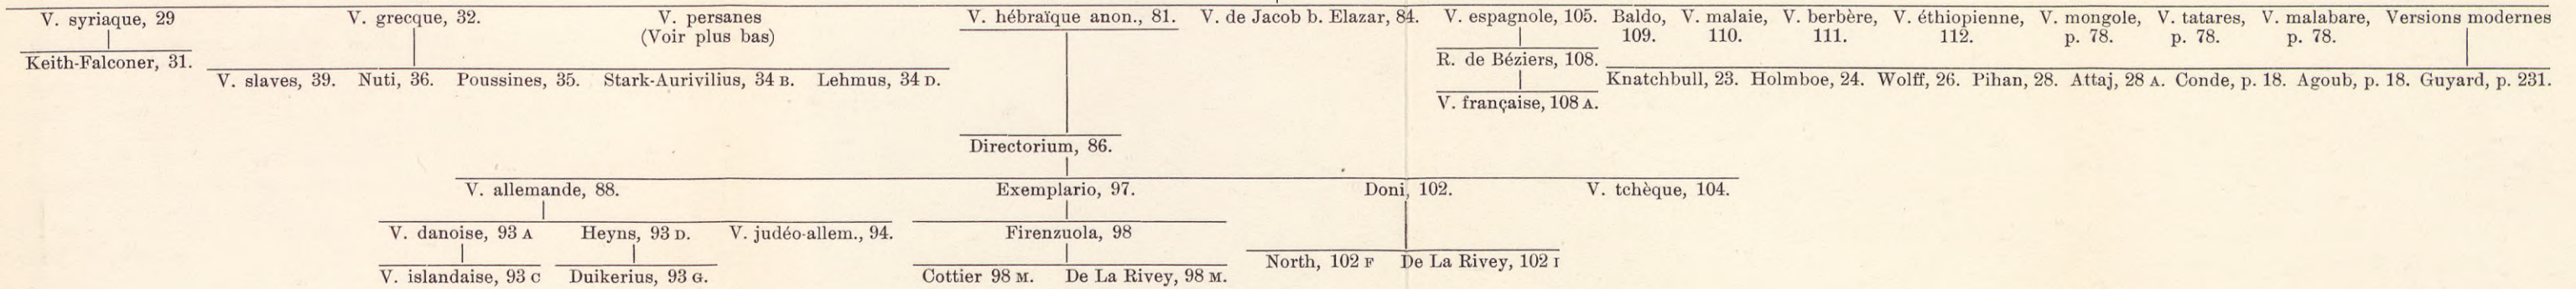 V. syriaque, 29 V. grecque, 32. V. persanes V. hébraïque anon., 81. V. de Jacob b. Elazar, 84. V. espagnole, 105. Baldo, V. malaie, V. berbère, V. éthiopienne, V. mongole, V. tatares, V. malabare, Versions modernes
(Voir plus bas) 109. 110. 111. 112. p. 78. p. 78. p. 78.
Keith-Falconer, 31. R. de Béziers, 108.
V. slaves, 39. Nuti, 36. Poussines, 35. Stark-Aurivilius, 34 B. Lehmus, 34 D. Knatchbull, 23. Holmboe, 24. Wolff, 26. Pihan, 28. Attaj, 28 A. Conde, p. 18. Agoub, p. 18. Guyard, p. 231.
V. française, 108 A.
Directorium, 86.
V. allemande, 88. Exemplario, 97. Doni, 102. V. tchèque, 104.
V. danoise, 93 A Heyns, 93 D. V. judéo-allem., 94. Firenzuola, 98
North, 102 F De La Rivey, 102 I
V. islandaise, 93 C Duikerius, 93 G. Cottier 98 M. De La Rivey, 98 M.